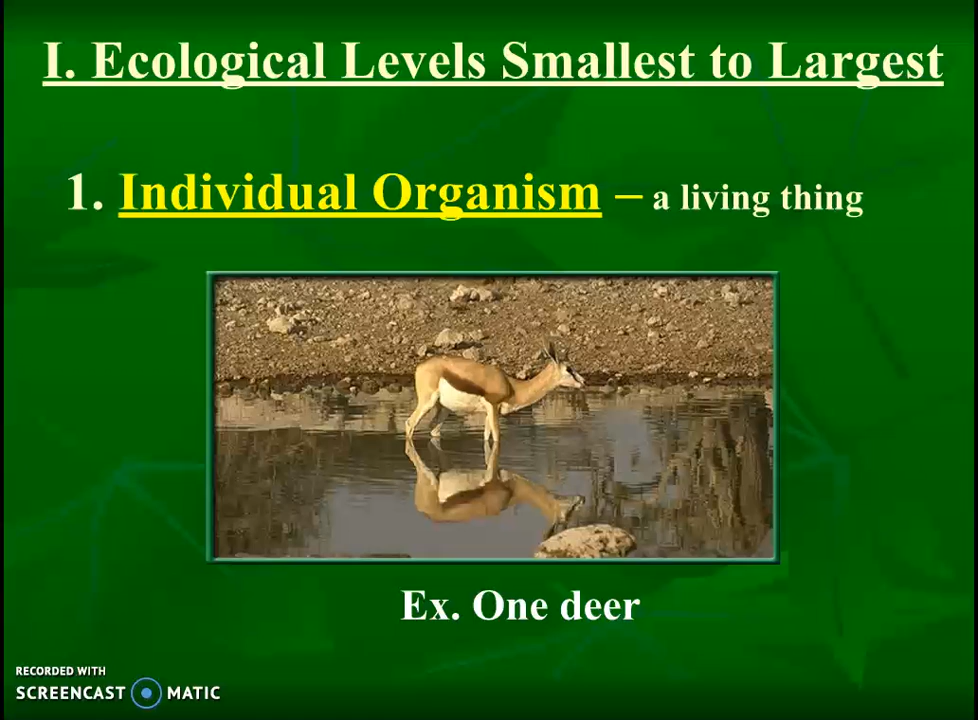 I. Ecological Levels Smallest to Largest
1. Individual Organism – a living thing
Ex. One deer
RECORDED WITH
SCREENCAST MATIC